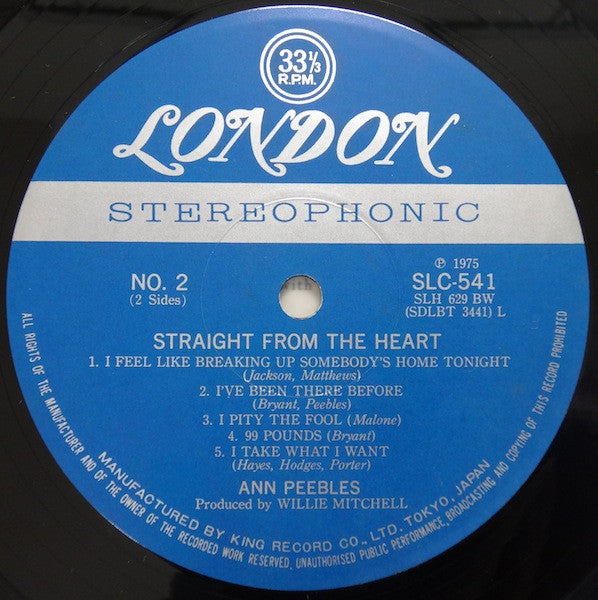 33 1/3
R.P.M.
LONDON
STEREOPHONIC
NO. 2
(2 Sides)
℗ 1975
SLC-541
SLH 629 BW
(SDLBT 3441) L
STRAIGHT FROM THE HEART
1. I FEEL LIKE BREAKING UP SOMEBODY'S HOME TONIGHT
(Jackson, Matthews)
2. I'VE BEEN THERE BEFORE
(Bryant, Peebles)
3. I PITY THE FOOL (Malone)
4. 99 POUNDS (Bryant)
5. I TAKE WHAT I WANT
(Hayes, Hodges, Porter)
ANN PEEBLES
Produced by WILLIE MITCHELL
MANUFACTURED BY KING RECORD CO., LTD. TOKYO, JAPAN
ALL RIGHTS OF THE MANUFACTURER AND OF THE OWNER OF THE RECORDED WORK RESERVED, UNAUTHORISED PUBLIC PERFORMANCE, BROADCASTING AND COPYING OF THIS RECORD PROHIBITED